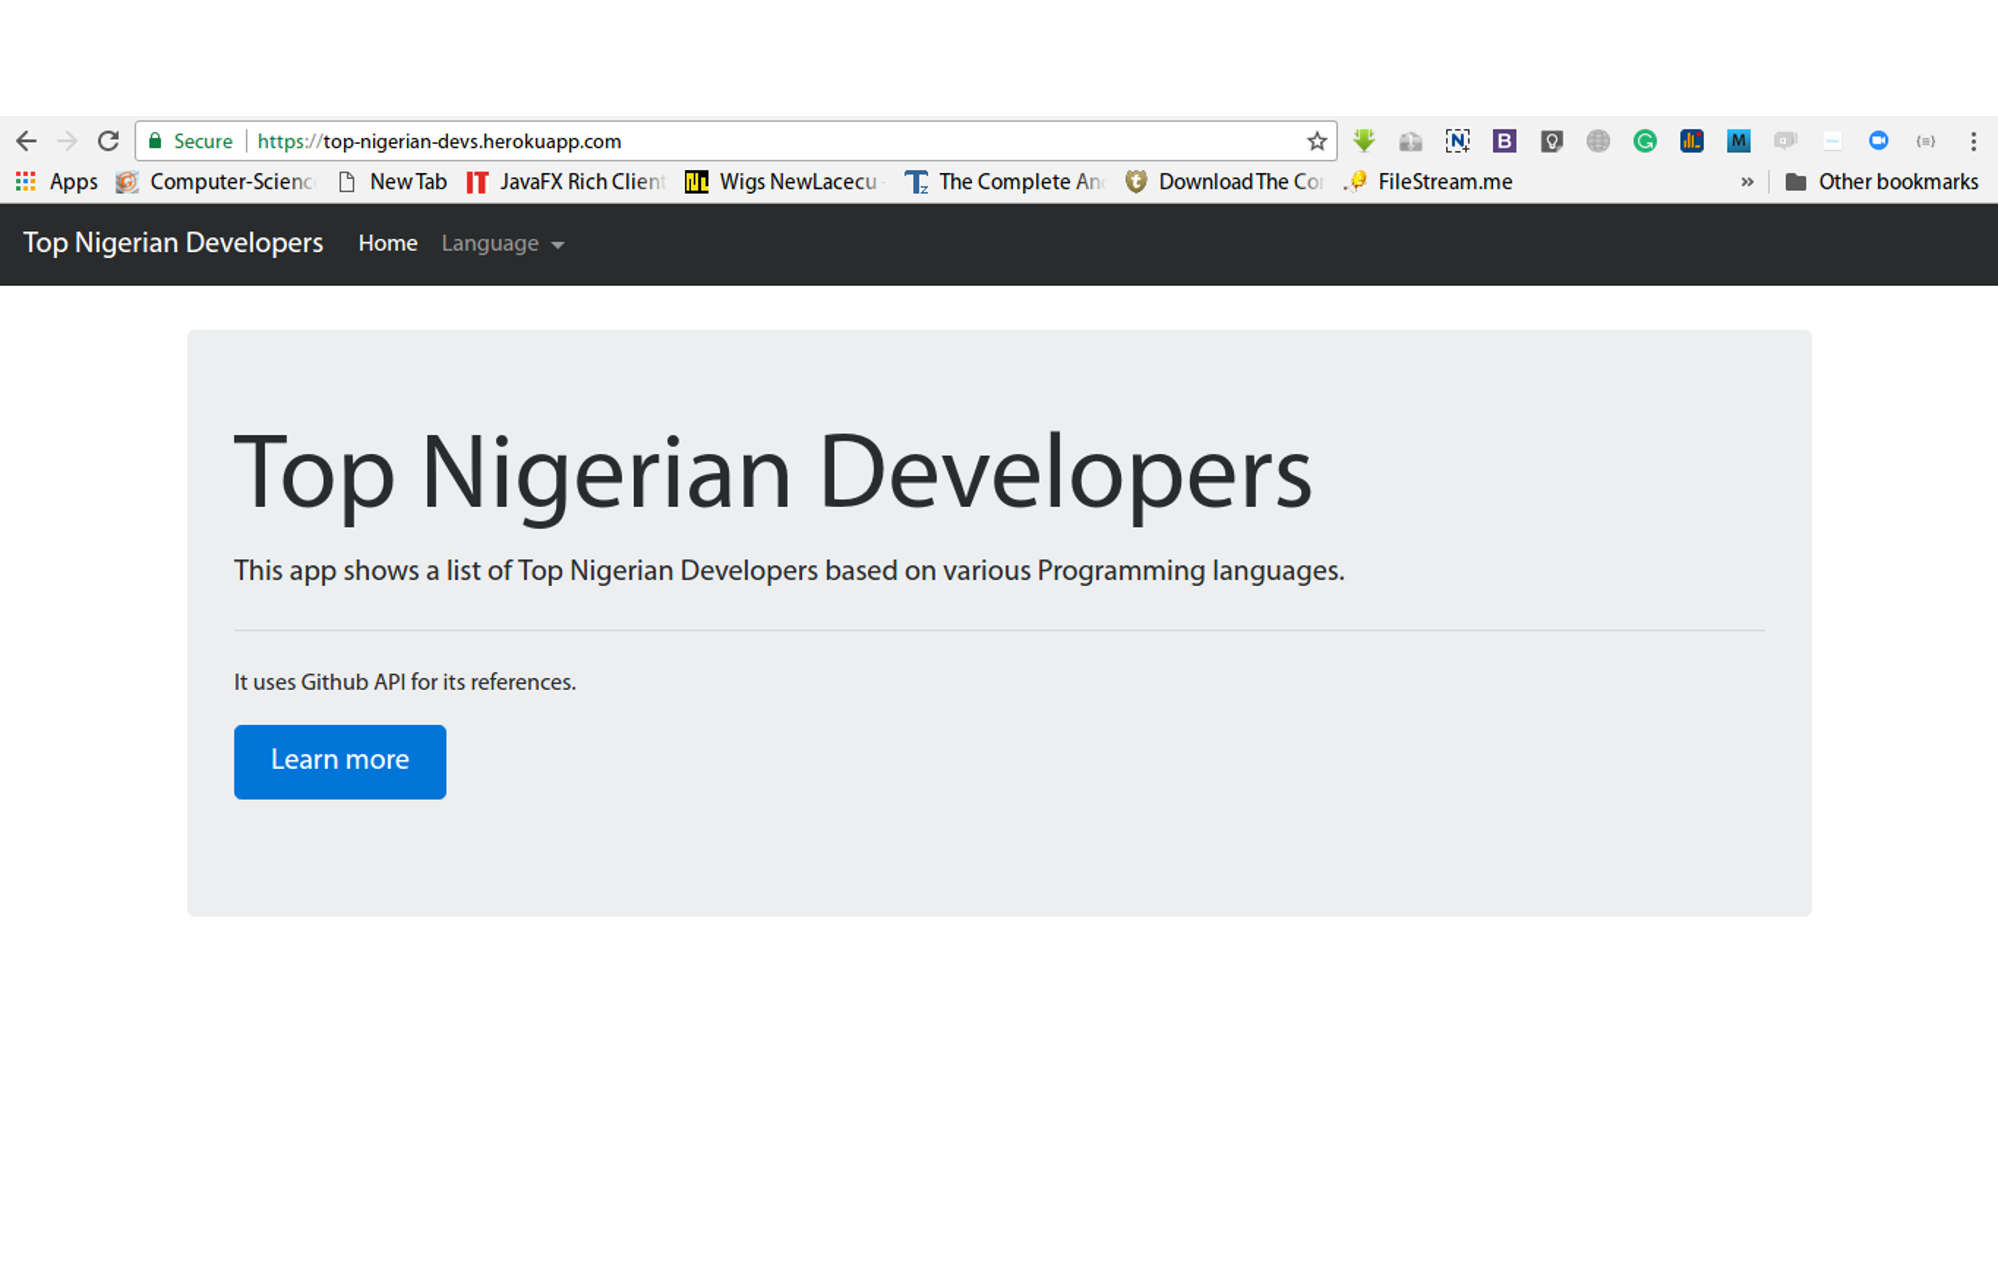 Secure https://top-nigerian-devs.herokuapp.com
Apps Computer-Scienc New Tab JavaFX Rich Client Wigs NewLacecu The Complete An Download The Co FileStream.me » Other bookmarks
Top Nigerian Developers Home Language
Top Nigerian Developers
This app shows a list of Top Nigerian Developers based on various Programming languages.
It uses Github API for its references.
Learn more